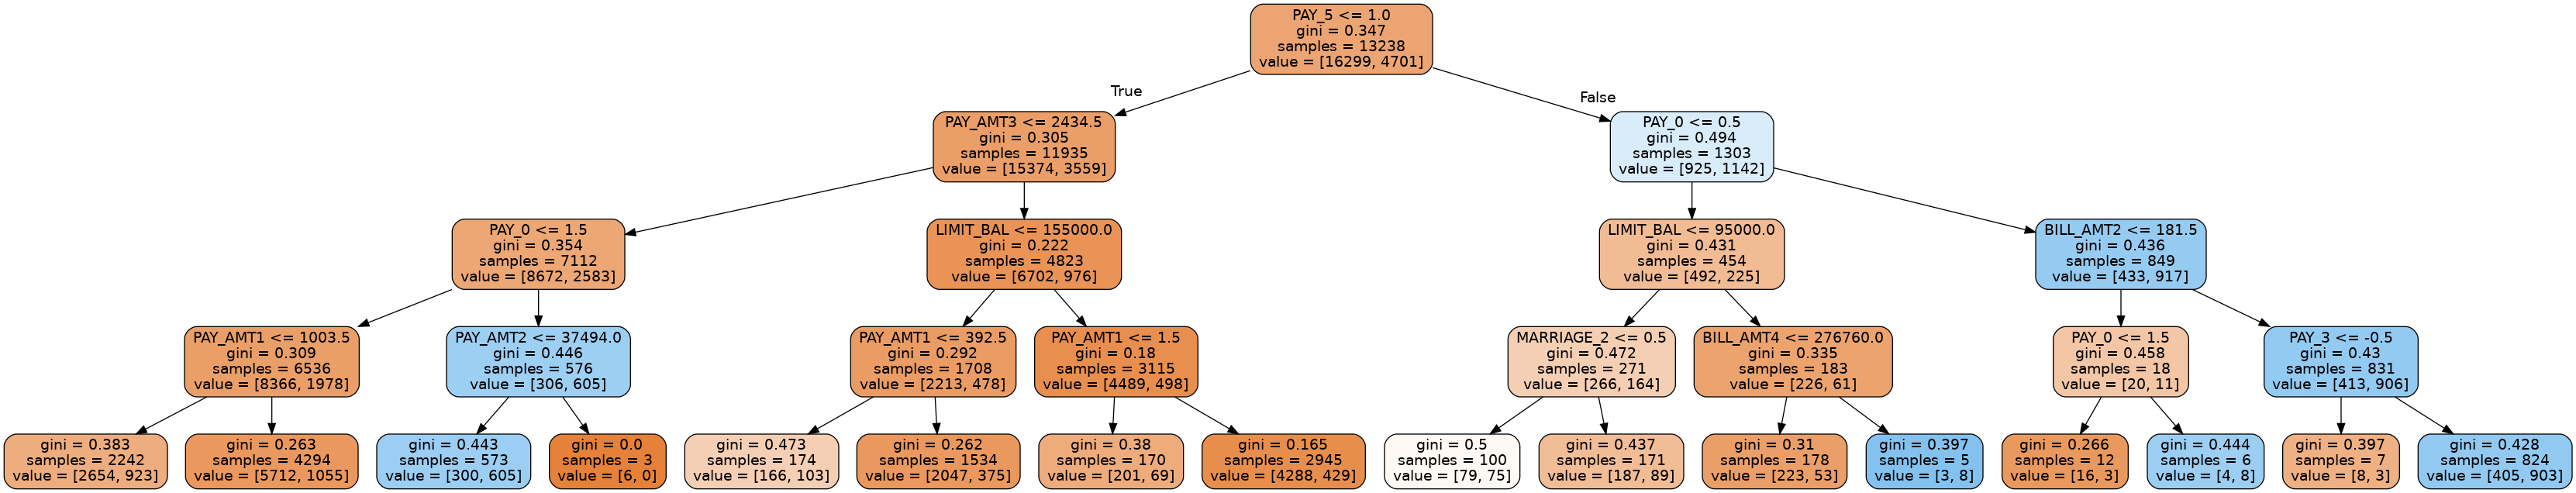 PAY_5 <= 1.0
gini = 0.347
samples = 13238
value = [16299, 4701]
True
False
PAY_AMT3 <= 2434.5
gini = 0.305
samples = 11935
value = [15374, 3559]
PAY_0 <= 0.5
gini = 0.494
samples = 1303
value = [925, 1142]
PAY_0 <= 1.5
gini = 0.354
samples = 7112
value = [8672, 2583]
LIMIT_BAL <= 155000.0
gini = 0.222
samples = 4823
value = [6702, 976]
LIMIT_BAL <= 95000.0
gini = 0.431
samples = 454
value = [492, 225]
BILL_AMT2 <= 181.5
gini = 0.436
samples = 849
value = [433, 917]
PAY_AMT1 <= 1003.5
gini = 0.309
samples = 6536
value = [8366, 1978]
PAY_AMT2 <= 37494.0
gini = 0.446
samples = 576
value = [306, 605]
PAY_AMT1 <= 392.5
gini = 0.292
samples = 1708
value = [2213, 478]
PAY_AMT1 <= 1.5
gini = 0.18
samples = 3115
value = [4489, 498]
MARRIAGE_2 <= 0.5
gini = 0.472
samples = 271
value = [266, 164]
BILL_AMT4 <= 276760.0
gini = 0.335
samples = 183
value = [226, 61]
PAY_0 <= 1.5
gini = 0.458
samples = 18
value = [20, 11]
PAY_3 <= -0.5
gini = 0.43
samples = 831
value = [413, 906]
gini = 0.383
samples = 2242
value = [2654, 923]
gini = 0.263
samples = 4294
value = [5712, 1055]
gini = 0.443
samples = 573
value = [300, 605]
gini = 0.0
samples = 3
value = [6, 0]
gini = 0.473
samples = 174
value = [166, 103]
gini = 0.262
samples = 1534
value = [2047, 375]
gini = 0.38
samples = 170
value = [201, 69]
gini = 0.165
samples = 2945
value = [4288, 429]
gini = 0.5
samples = 100
value = [79, 75]
gini = 0.437
samples = 171
value = [187, 89]
gini = 0.31
samples = 178
value = [223, 53]
gini = 0.397
samples = 5
value = [3, 8]
gini = 0.266
samples = 12
value = [16, 3]
gini = 0.444
samples = 6
value = [4, 8]
gini = 0.397
samples = 7
value = [8, 3]
gini = 0.428
samples = 824
value = [405, 903]